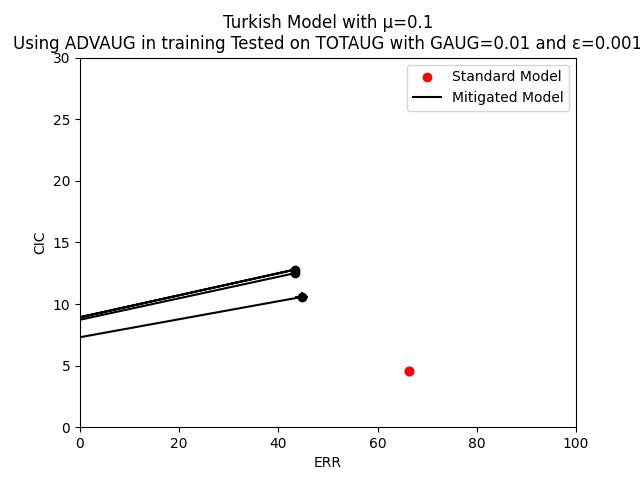 Turkish Model with μ=0.1
Using ADVAUG in training Tested on TOTAUG with GAUG=0.01 and ε=0.001
30
25
20
15
10
5
0
CIC
Standard Model
Mitigated Model
0 20 40 60 80 100
ERR